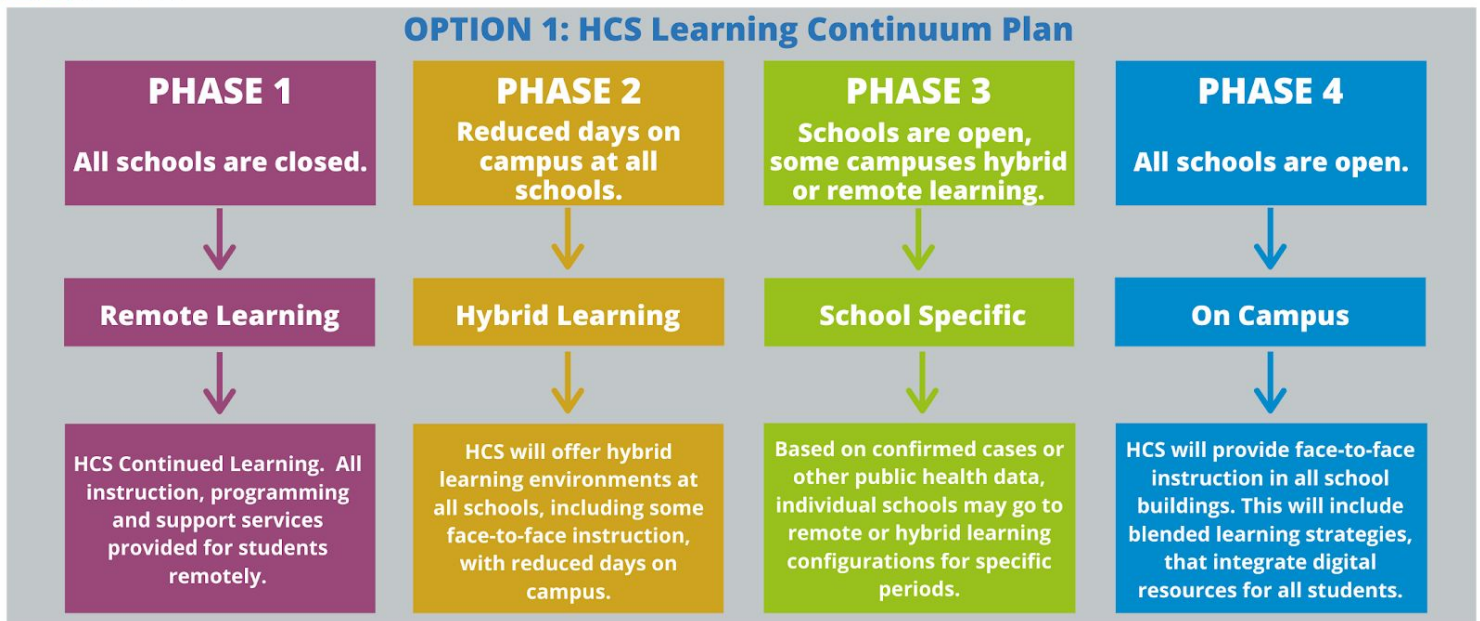 OPTION 1: HCS Learning Continuum Plan
PHASE 1
All schools are closed.
Remote Learning
HCS Continued Learning.  All
instruction, programming
and support services
provided for students
remotely.
PHASE 2
Reduced days on
campus at all
schools.
Hybrid Learning
HCS will offer hybrid
learning environments at
all schools, including some
face-to-face instruction,
with reduced days on
campus.
PHASE 3
Schools are open,
some campuses hybrid
or remote learning.
School Specific
Based on confirmed cases or
other public health data,
individual schools may go to
remote or hybrid learning
configurations for specific
periods.
PHASE 4
All schools are open.
On Campus
HCS will provide face-to-face
instruction in all school
buildings. This will include
blended learning strategies,
that integrate digital
resources for all students.